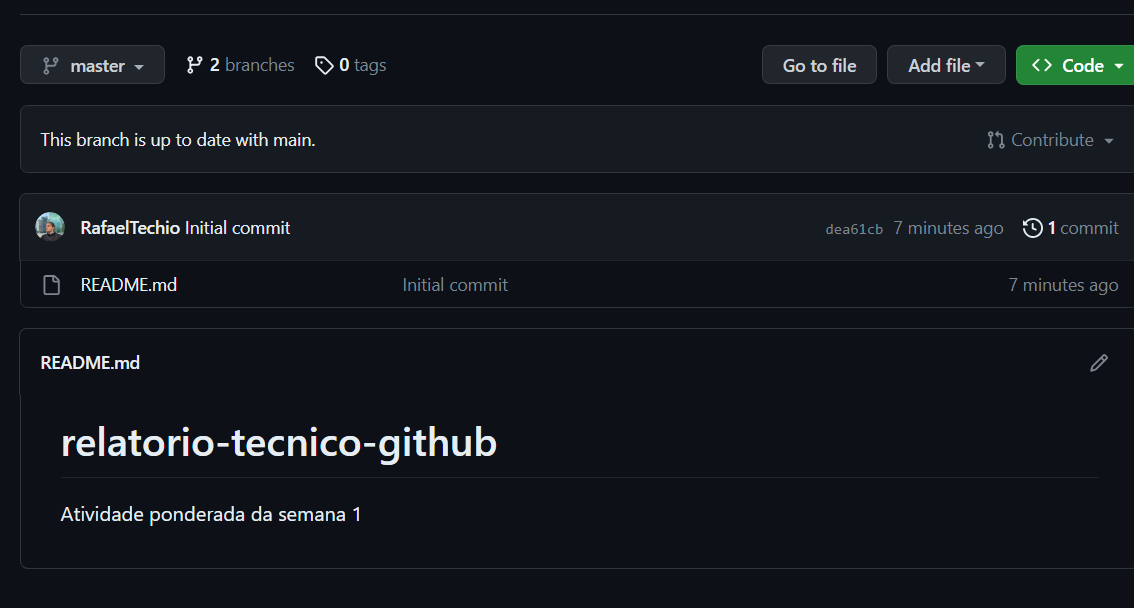 master 2 branches 0 tags Go to file Add file Code
This branch is up to date with main. Contribute
RafaelTechio Initial commit dea61cb 7 minutes ago 1 commit
README.md Initial commit 7 minutes ago
README.md
relatorio-tecnico-github
Atividade ponderada da semana 1